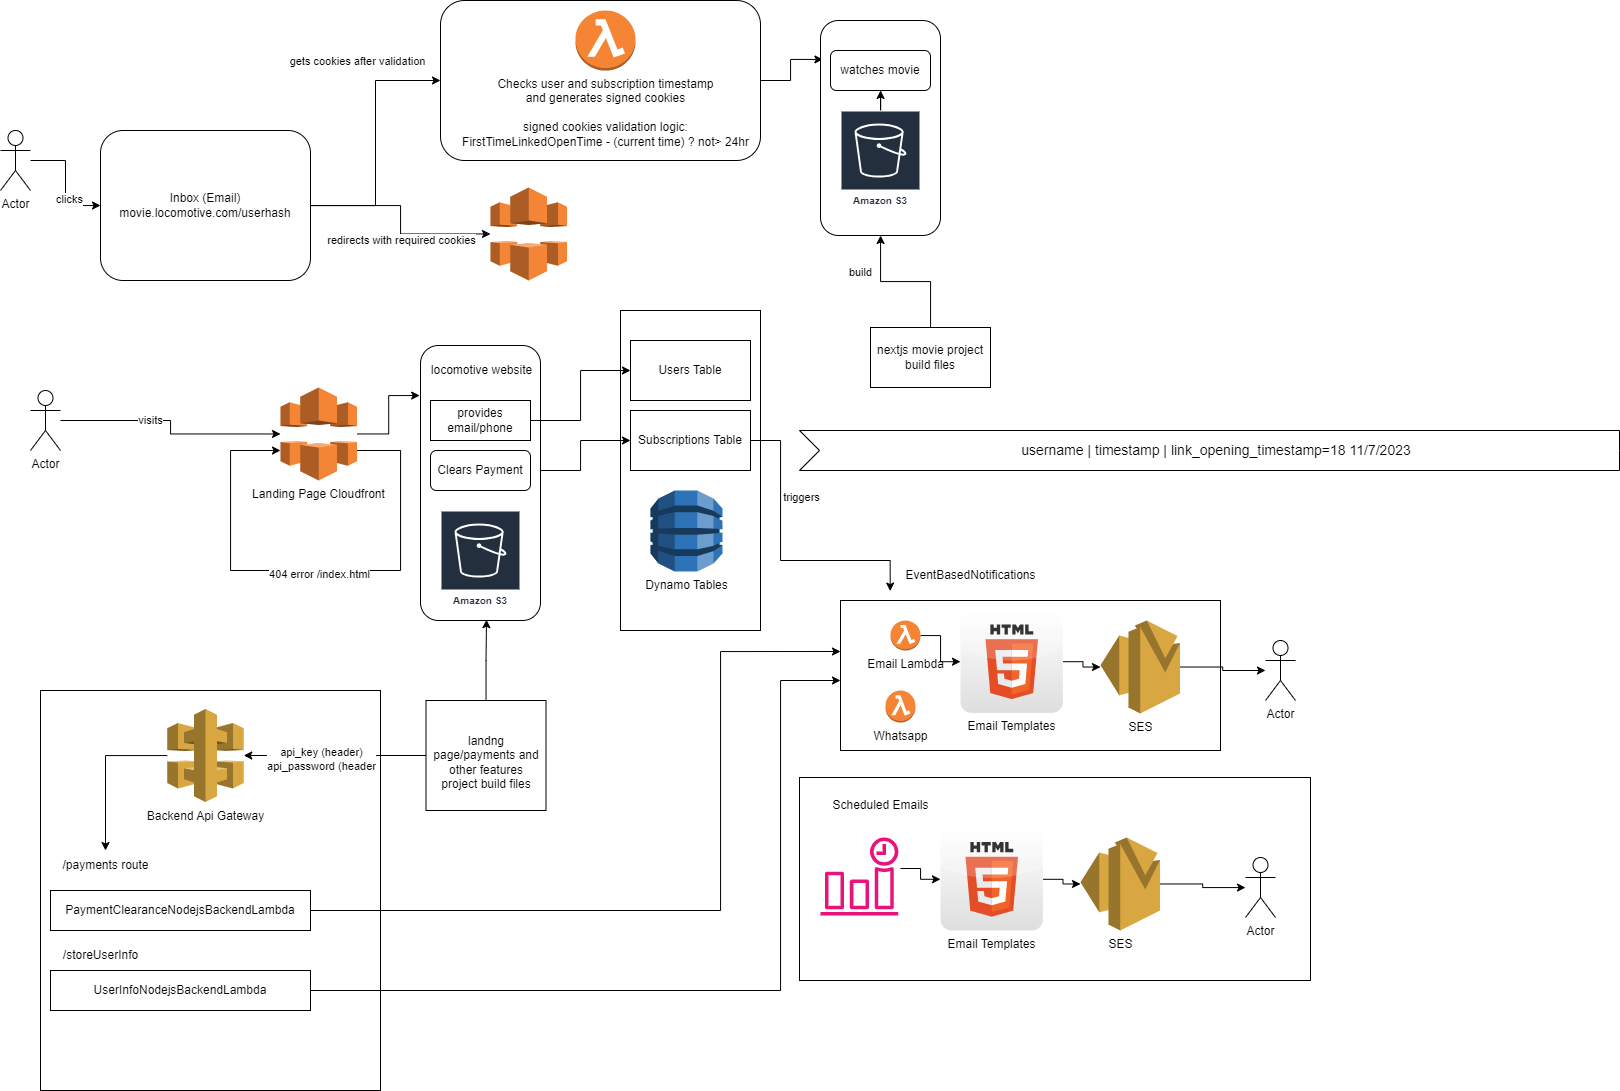 gets cookies after validation
Checks user and subscription timestamp
and generates signed cookies
signed cookies validation logic:
FirstTimeLinkedOpenTime - (current time) ? not> 24hr
watches movie
Amazon S3
Actor
clicks
Inbox (Email)
movie.locomotive.com/userhash
redirects with required cookies
build
nextjs movie project
build files
Actor
visits
Landing Page Cloudfront
404 error /index.html
locomotive website
provides
email/phone
Clears Payment
Amazon S3
Users Table
Subscriptions Table
Dynamo Tables
username | timestamp | link_opening_timestamp=18 11/7/2023
triggers
EventBasedNotifications
Email Lambda
Whatsapp
HTML
5
Email Templates
SES
Actor
landng
page/payments and
other features
project build files
api_key (header)
api_password (header
Backend Api Gateway
/payments route
PaymentClearanceNodejsBackendLambda
/storeUserInfo
UserInfoNodejsBackendLambda
Scheduled Emails
HTML
5
Email Templates
SES
Actor